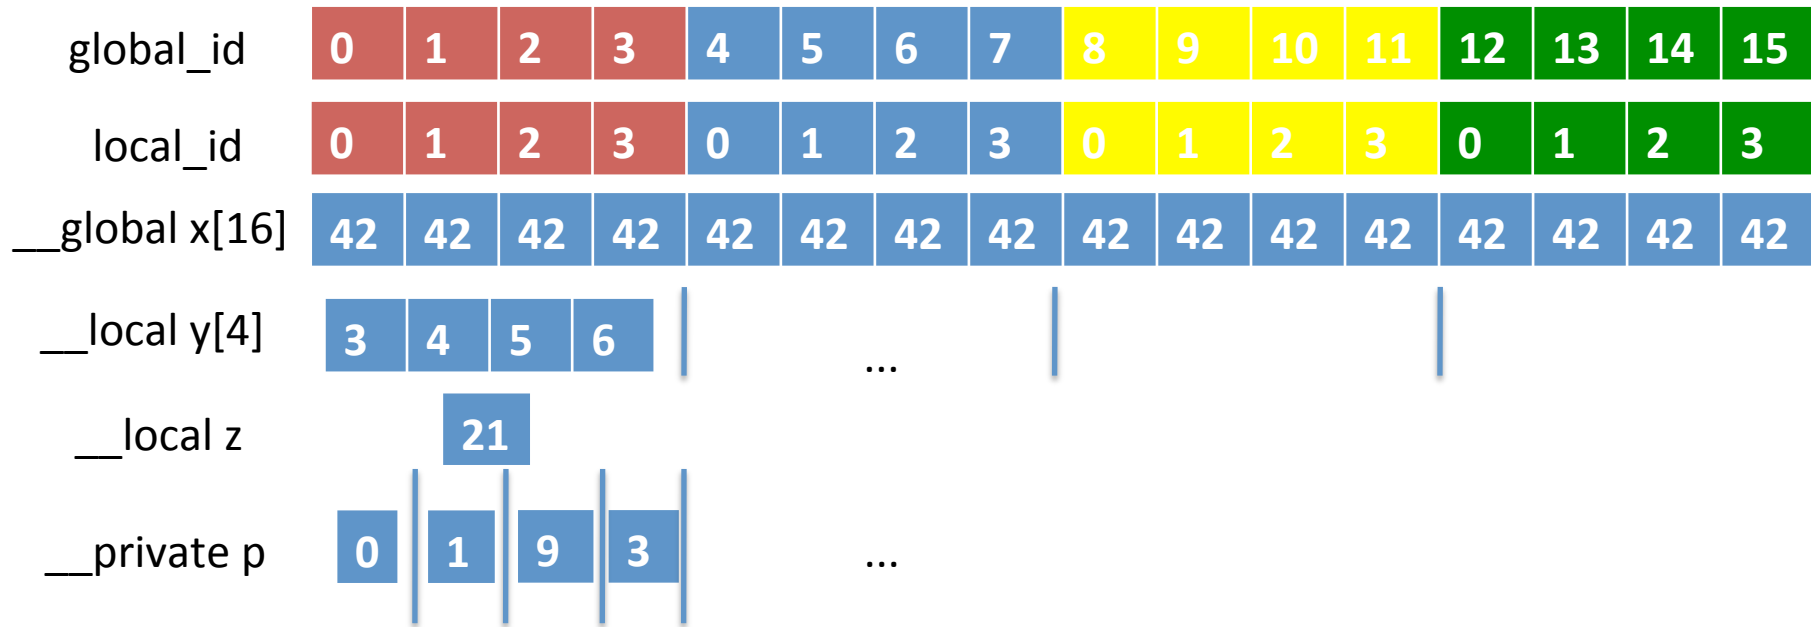 global_id 0 1 2 3 4 5 6 7 8 9 10 11 12 13 14 15
local_id 0 1 2 3 0 1 2 3 0 1 2 3 0 1 2 3
__global x[16] 42 42 42 42 42 42 42 42 42 42 42 42 42 42 42 42
__local y[4] 3 4 5 6 ...
__local z 21
__private p 0 1 9 3 ...